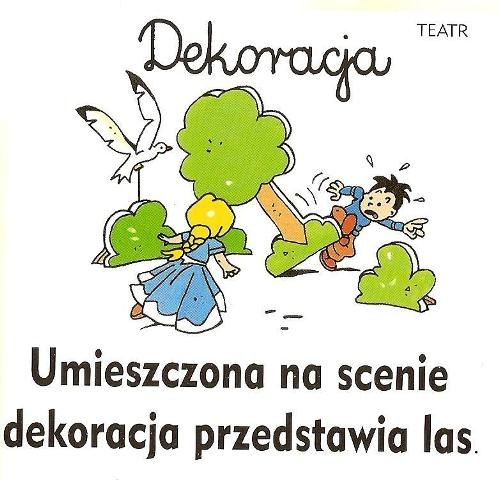 TEATR
Dekoracja
Umieszczona na scenie
dekoracja przedstawia las.